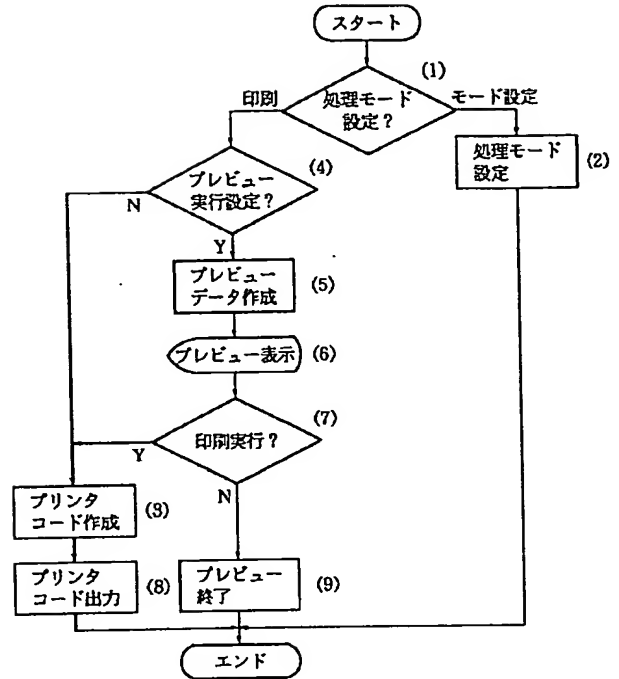 スタート
(1)
処理モード
設定?
印刷
モード設定
処理モード
設定
(2)
(4)
プレビュー
実行設定?
N
Y
プレビュー
データ作成
(5)
プレビュー表示
(6)
(7)
印刷実行?
Y
N
プリンタ
コード作成
(3)
プリンタ
コード出力
(8)
プレビュー
終了
(9)
エンド